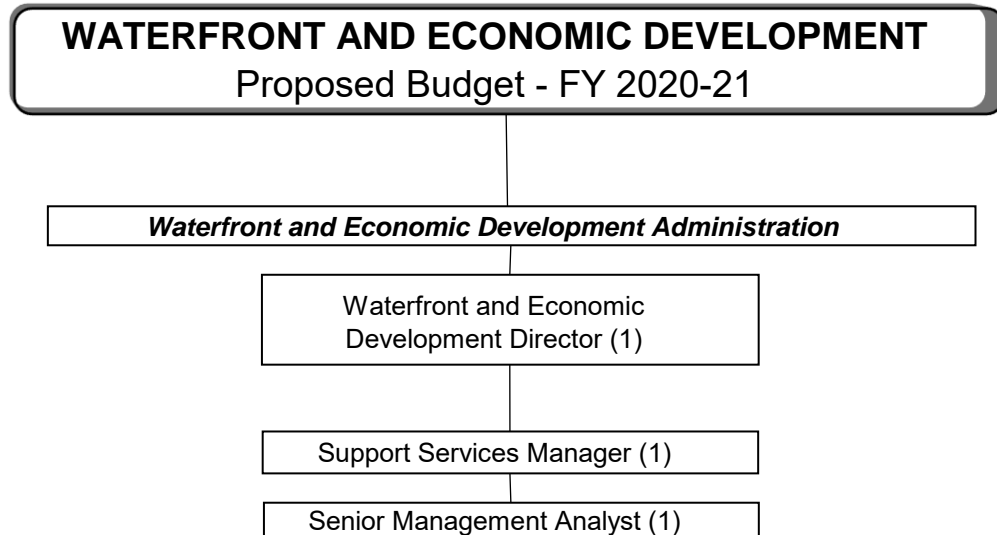 WATERFRONT AND ECONOMIC DEVELOPMENT
Proposed Budget - FY 2020-21
Waterfront and Economic Development Administration
Waterfront and Economic
Development Director (1)
Support Services Manager (1)
Senior Management Analyst (1)